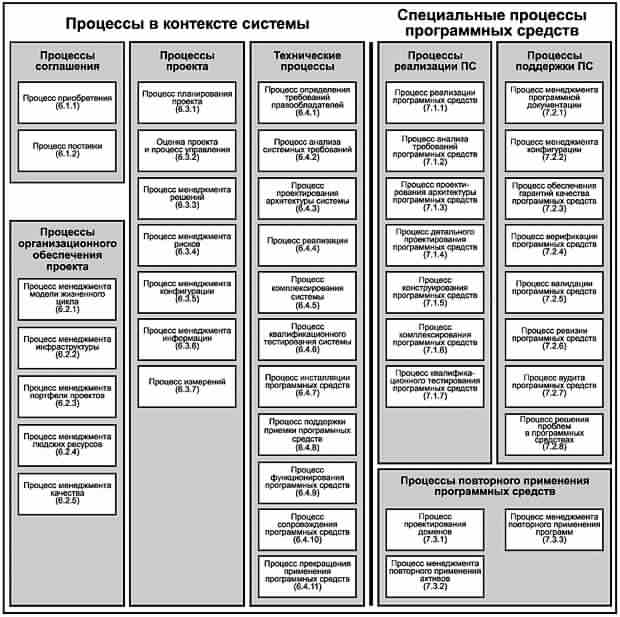 Процессы в контексте системы
Процессы
соглашения
Процесс приобретения
(6.1.1)
Процесс поставки
(6.1.2)
Процессы
организационного
обеспечения
проекта
Процесс менеджмента
модели жизненного
цикла
(6.2.1)
Процесс менеджмента
инфраструктуры
(6.2.2)
Процесс менеджмента
портфеля проектов
(6.2.3)
Процесс менеджмента
людских ресурсов
(6.2.4)
Процесс менеджмента
качества
(6.2.5)
Процессы
проекта
Процесс планирования
проекта
(6.3.1)
Оценка проекта
и процесс управления
(6.3.2)
Процесс менеджмента
решений
(6.3.3)
Процесс менеджмента
рисков
(6.3.4)
Процесс менеджмента
конфигурации
(6.3.5)
Процесс менеджмента
информации
(6.3.6)
Процесс измерений
(6.3.7)
Технические
процессы
Процесс определения
требований
правообладателей
(6.4.1)
Процесс анализа
системных требований
(6.4.2)
Процесс
проектирования
архитектуры системы
(6.4.3)
Процесс реализации
(6.4.4)
Процесс
комплексирования
системы
(6.4.5)
Процесс
квалификационного
тестирования системы
(6.4.6)
Процесс инсталляции
программных средств
(6.4.7)
Процесс поддержки
приемки программных
средств
(6.4.8)
Процесс
функционирования
программных средств
(6.4.9)
Процесс
сопровождения
программных средств
(6.4.10)
Процесс прекращения
применения
программных средств
(6.4.11)
Специальные процессы
программных средств
Процессы
реализации ПС
Процесс реализации
программных средств
(7.1.1)
Процесс анализа
требований
программных средств
(7.1.2)
Процесс проекти-
рования архитектуры
программных средств
(7.1.3)
Процесс детального
проектирования
программных средств
(7.1.4)
Процесс
конструирования
программных средств
(7.1.5)
Процесс
комплексирования
программных средств
(7.1.6)
Процесс квалифика-
ционного тестирования
программных средств
(7.1.7)
Процессы
поддержки ПС
Процесс менеджмента
программной
документации
(7.2.1)
Процесс менеджмента
конфигурации
(7.2.2)
Процесс обеспечения
гарантий качества
программных средств
(7.2.3)
Процесс верификации
программных средств
(7.2.4)
Процесс валидации
программных средств
(7.2.5)
Процесс ревизии
программных средств
(7.2.6)
Процесс аудита
программных средств
(7.2.7)
Процесс решения
проблем
в программных
средствах
(7.2.8)
Процессы повторного применения
программных средств
Процесс
проектирования
доменов
(7.3.1)
Процесс менеджмента
повторного применения
активов
(7.3.2)
Процесс менеджмента
повторного применения
программ
(7.3.3)